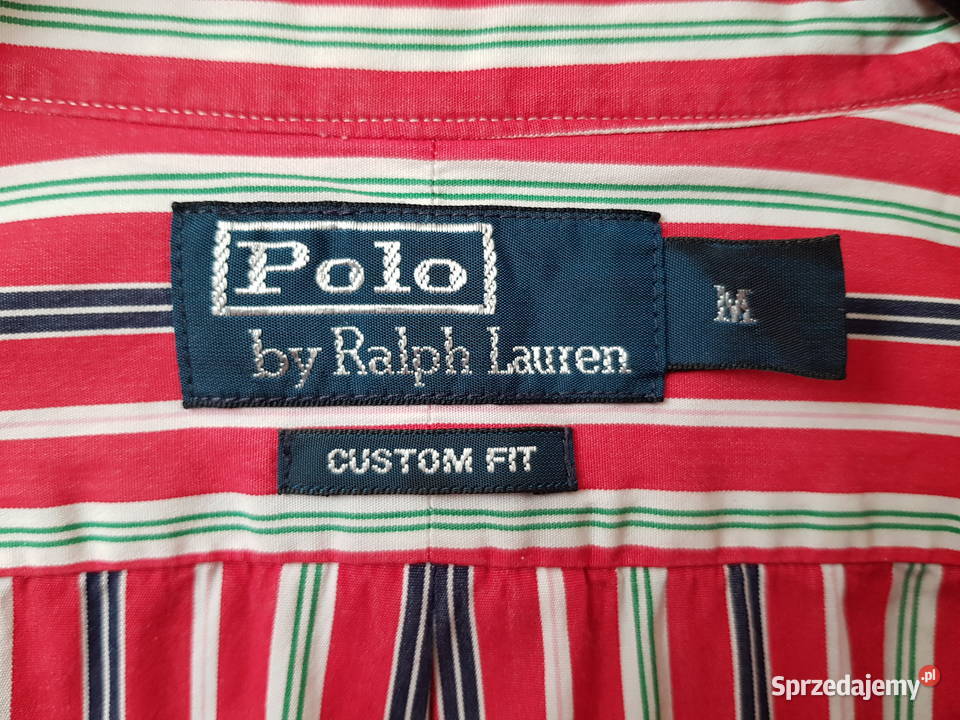 Polo
by Ralph Lauren
M
CUSTOM FIT
Sprzedajemy.pl